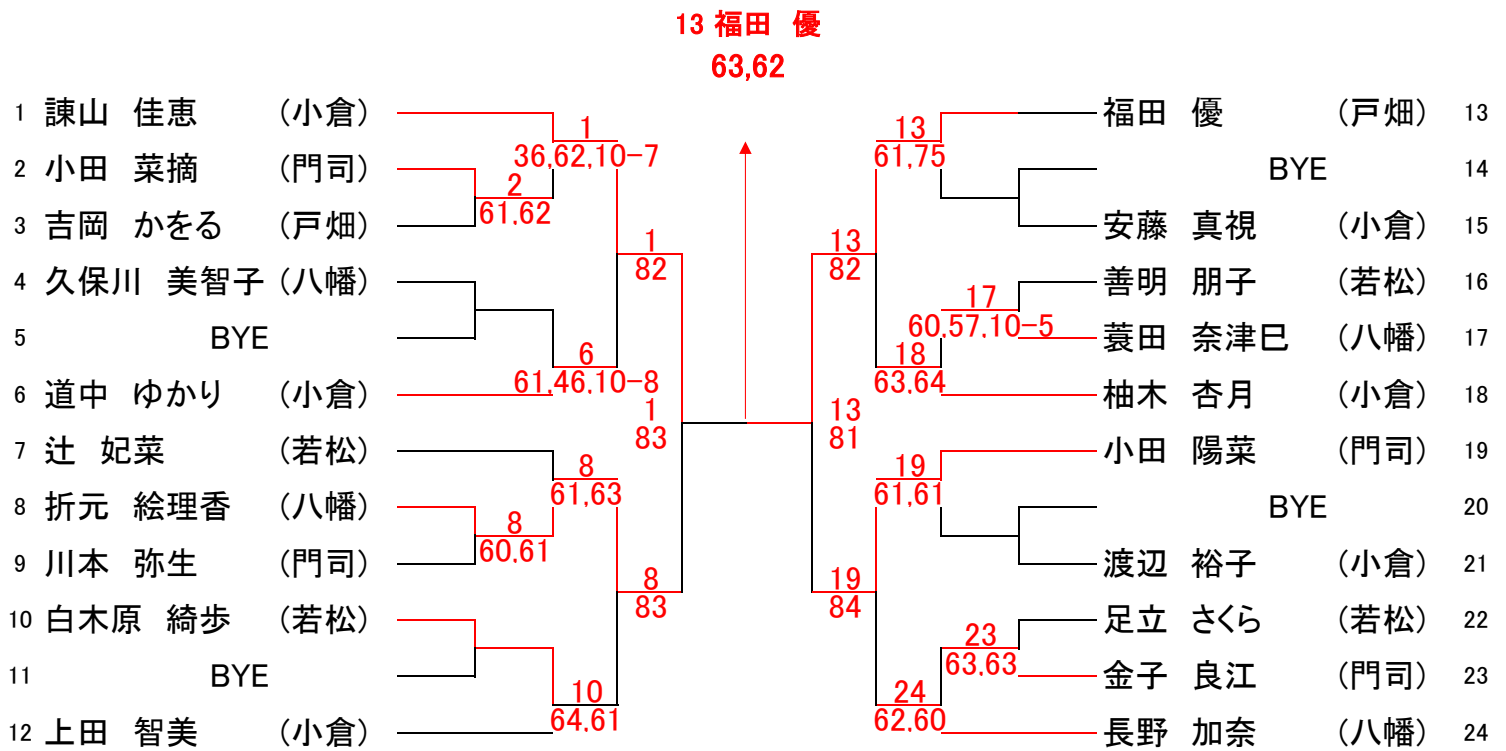 13 福田 優
63,62
1 諌山 佳恵 (小倉)
2 小田 菜摘 (門司)
3 吉岡 かをる (戸畑)
4 久保川 美智子 (八幡)
5 BYE
6 道中 ゆかり (小倉)
7 辻 妃菜 (若松)
8 折元 絵理香 (八幡)
9 川本 弥生 (門司)
10 白木原 綺歩 (若松)
11 BYE
12 上田 智美 (小倉)
1
36,62,10-7
2
61,62
6
61,46,10-8
8
61,63
8
60,61
10
64,61
1
82
8
83
1
83
13
81
13
82
19
84
13
61,75
17
60,57,10-5
18
63,64
19
61,61
23
63,63
24
62,60
福田 優 (戸畑) 13
BYE 14
安藤 真視 (小倉) 15
善明 朋子 (若松) 16
蓑田 奈津巳 (八幡) 17
柚木 杏月 (小倉) 18
小田 陽菜 (門司) 19
BYE 20
渡辺 裕子 (小倉) 21
足立 さくら (若松) 22
金子 良江 (門司) 23
長野 加奈 (八幡) 24